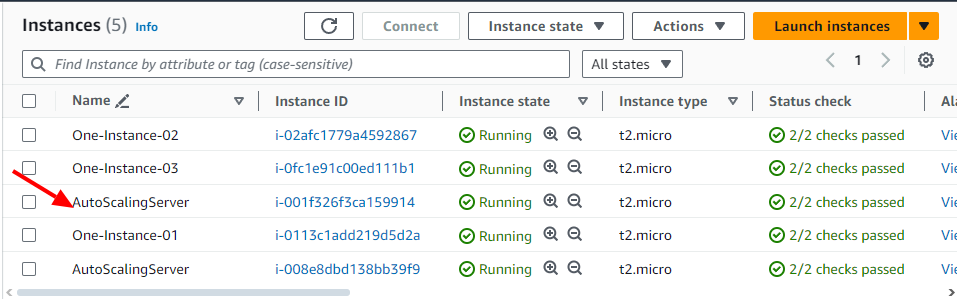 Instances (5) Info Connect Instance state Actions Launch instances
Find Instance by attribute or tag (case-sensitive) All states 1
Name Instance ID Instance state Instance type Status check Ala
One-Instance-02 i-02afc1779a4592867 Running t2.micro 2/2 checks passed Vie
One-Instance-03 i-0fc1e91c00ed111b1 Running t2.micro 2/2 checks passed Vie
AutoScalingServer i-001f326f3ca159914 Running t2.micro 2/2 checks passed Vie
One-Instance-01 i-0113c1add219d5d2a Running t2.micro 2/2 checks passed Vie
AutoScalingServer i-008e8dbd138bb39f9 Running t2.micro 2/2 checks passed Vie